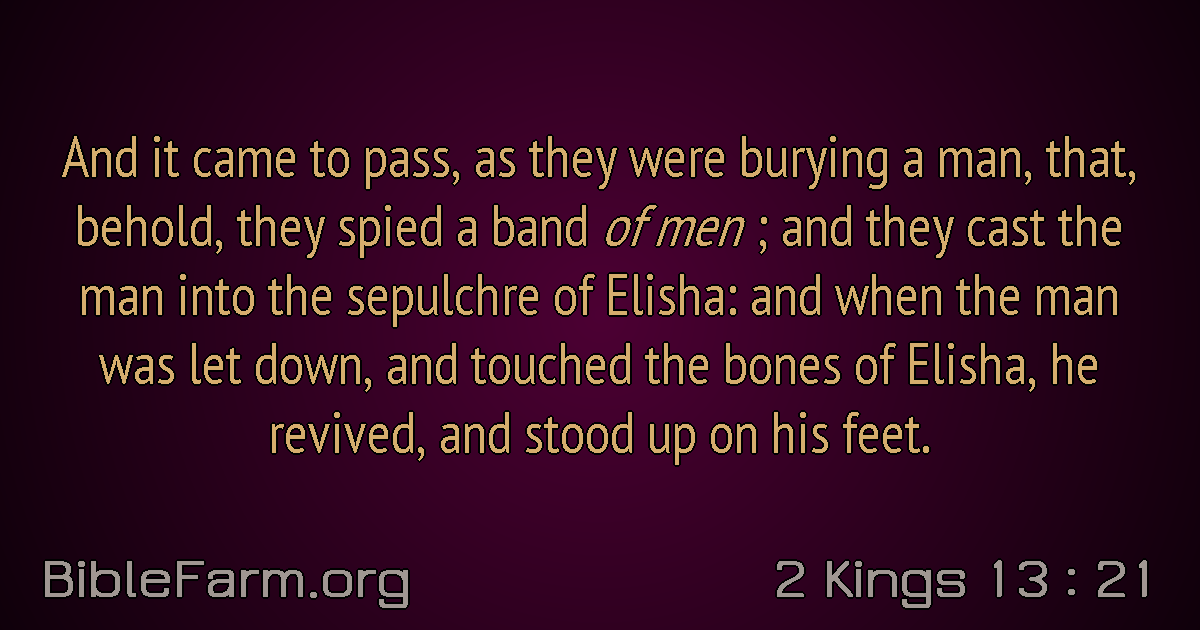 And it came to pass, as they were burying a man, that,
behold, they spied a band of men ; and they cast the
man into the sepulchre of Elisha: and when the man
was let down, and touched the bones of Elisha, he
revived, and stood up on his feet.
BibleFarm.org
2 Kings 13 : 21